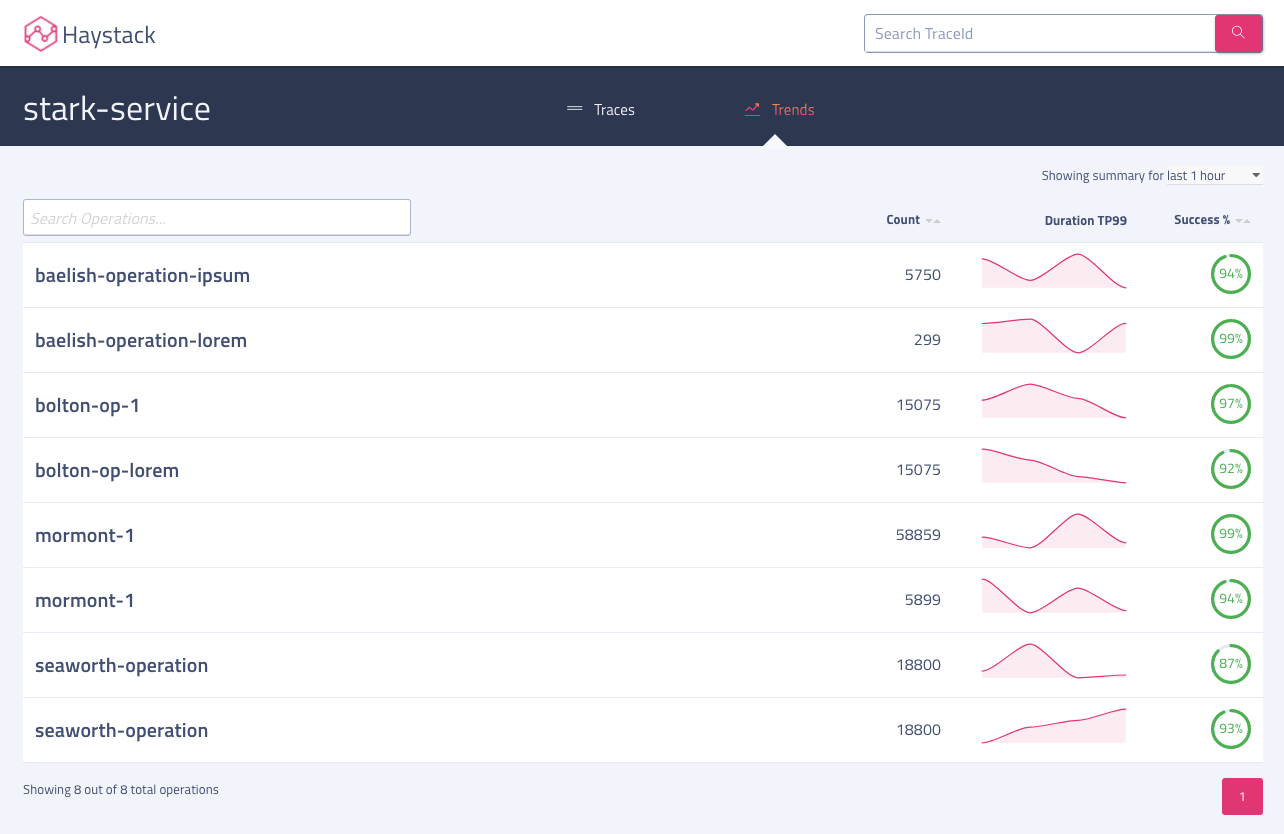 Haystack
Search TraceId
stark-service
Traces
Trends
Showing summary for last 1 hour
Search Operations...
Count
Duration TP99
Success %
baelish-operation-ipsum 5750 94%
baelish-operation-lorem 299 99%
bolton-op-1 15075 97%
bolton-op-lorem 15075 92%
mormont-1 58859 99%
mormont-1 5899 94%
seaworth-operation 18800 87%
seaworth-operation 18800 93%
Showing 8 out of 8 total operations
1